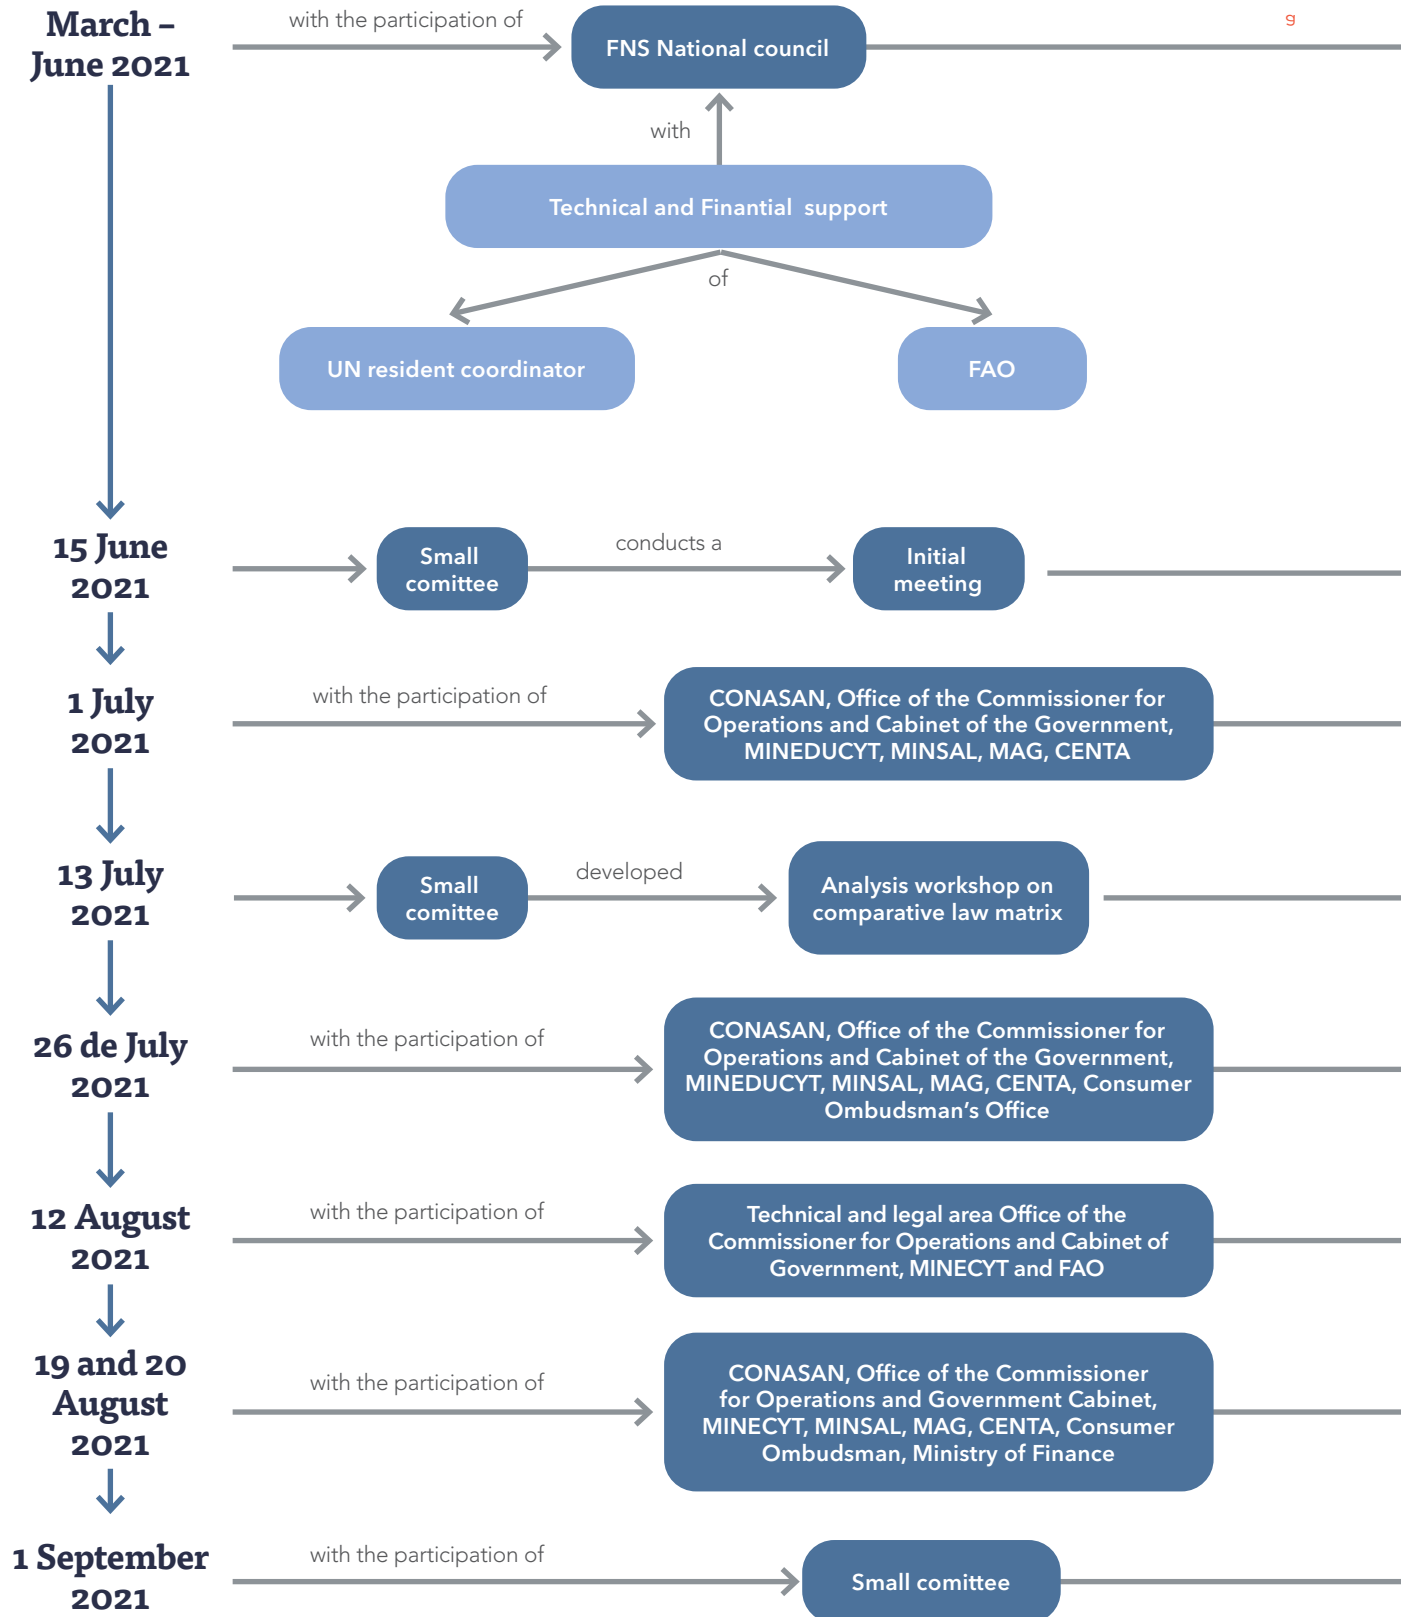 March –
June 2021
with the participation of
FNS National council
g
with
Technical and Finantial support
of
UN resident coordinator
FAO
15 June
2021
Small
comittee
conducts a
Initial
meeting
1 July
2021
with the participation of
CONASAN, Office of the Commissioner for
Operations and Cabinet of the Government,
MINEDUCYT, MINSAL, MAG, CENTA
13 July
2021
Small
comittee
developed
Analysis workshop on
comparative law matrix
26 de July
2021
with the participation of
CONASAN, Office of the Commissioner for
Operations and Cabinet of the Government,
MINEDUCYT, MINSAL, MAG, CENTA, Consumer
Ombudsman’s Office
12 August
2021
with the participation of
Technical and legal area Office of the
Commissioner for Operations and Cabinet of
Government, MINECYT and FAO
19 and 20
August
2021
with the participation of
CONASAN, Office of the Commissioner
for Operations and Government Cabinet,
MINECYT, MINSAL, MAG, CENTA, Consumer
Ombudsman, Ministry of Finance
1 September
2021
with the participation of
Small comittee